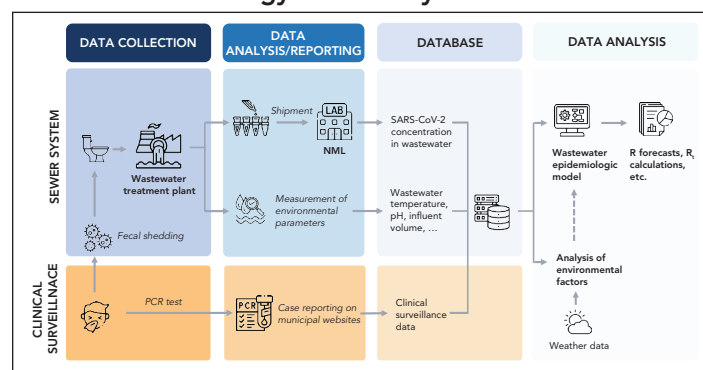 DATA COLLECTION
DATA
ANALYSIS/REPORTING
DATABASE
DATA ANALYSIS
SEWER SYSTEM
Wastewater
treatment plant
Fecal shedding
Shipment
LAB
NML
Measurement of
environmental
parameters
SARS-CoV-2
concentration
in wastewater
Wastewater
temperature,
pH, influent
volume, ...
Wastewater
epidemiologic
model
R forecasts, Rt
calculations,
etc.
Analysis of
environmental
factors
Weather data
CLINICAL
SURVEILLNACE
PCR test
PCR
Case reporting on
municipal websites
Clinical
surveillance
data